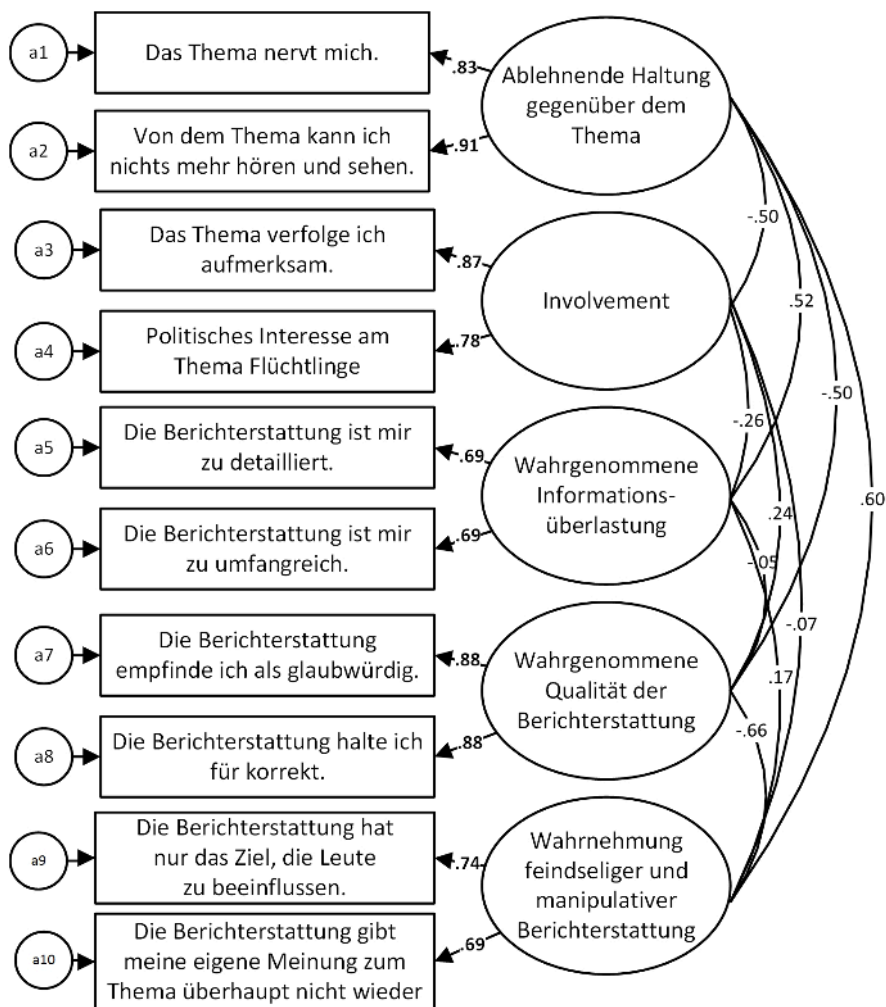 a1
Das Thema nervt mich.
.83
Ablehnende Haltung
gegenüber dem
Thema
a2
Von dem Thema kann ich
nichts mehr hören und sehen.
.91
-.50
a3
Das Thema verfolge ich
aufmerksam.
.87
Involvement
.52
a4
Politisches Interesse am
Thema Flüchtlinge
.78
-.50
-.26
a5
Die Berichterstattung ist mir
zu detailliert.
.69
Wahrgenommene
Informations-
überlastung
.60
.24
a6
Die Berichterstattung ist mir
zu umfangreich.
.69
-.05
-.07
a7
Die Berichterstattung
empfinde ich als glaubwürdig.
.88
Wahrgenommene
Qualität der
Berichterstattung
.17
-.66
a8
Die Berichterstattung halte ich
für korrekt.
.88
a9
Die Berichterstattung hat
nur das Ziel, die Leute
zu beeinflussen.
.74
Wahrnehmung
feindseliger und
manipulativer
Berichterstattung
a10
Die Berichterstattung gibt
meine eigene Meinung zum
Thema überhaupt nicht wieder
.69